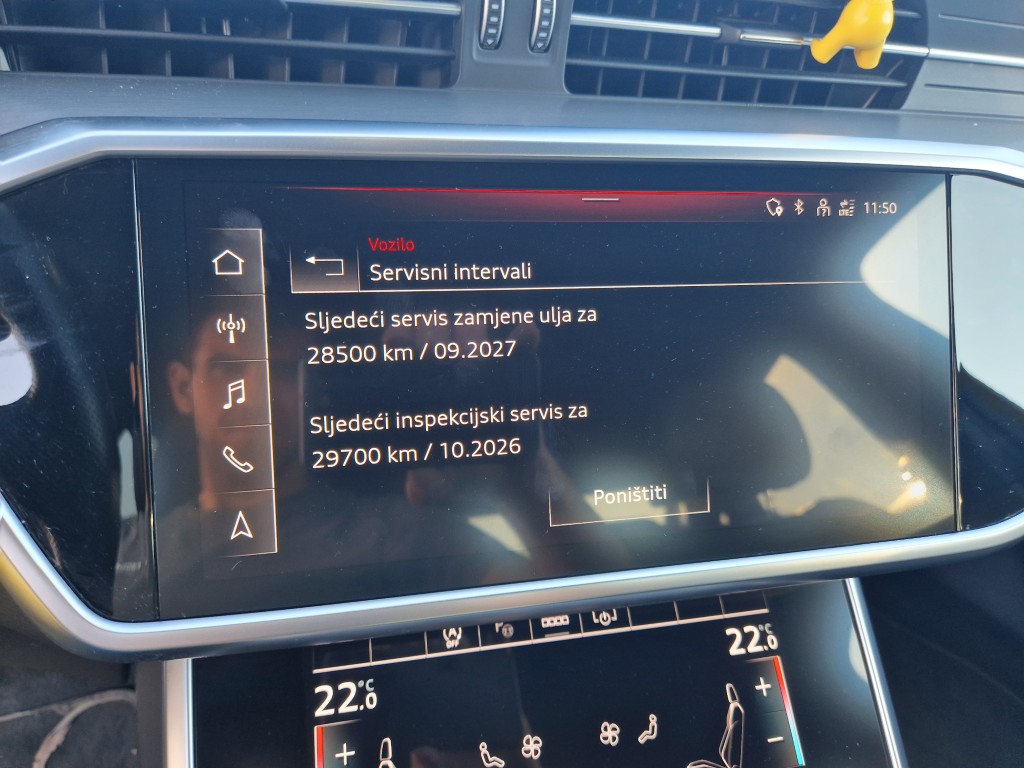 11:50
Vozilo
Servisni intervali
Sljedeći servis zamjene ulja za
28500 km / 09.2027
Sljedeći inspekcijski servis za
29700 km / 10.2026
Poništiti
OFF
22.0 °C
22.0 °C